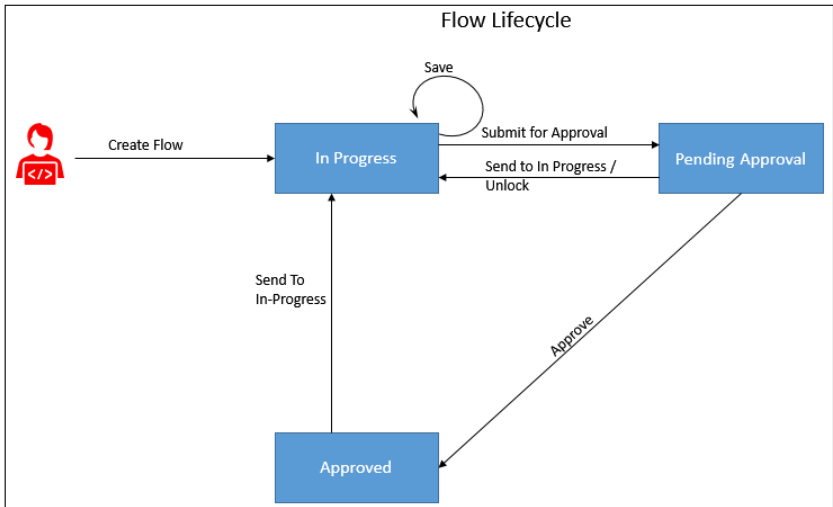 Flow Lifecycle
Save
Create Flow
In Progress
Submit for Approval
Send to In Progress /
Unlock
Pending Approval
</>
Send To
In-Progress
Approve
Approved